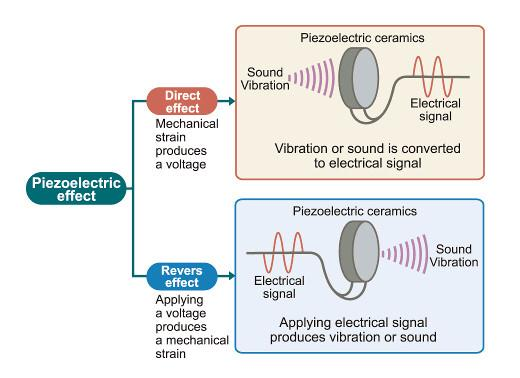 Piezoelectric
effect
Direct
effect
Mechanical
strain
produces
a voltage
Piezoelectric ceramics
Sound
Vibration
Electrical
signal
Vibration or sound is converted
to electrical signal
Revers
effect
Applying
a voltage
produces
a mechanical
strain
Piezoelectric ceramics
Electrical
signal
Sound
Vibration
Applying electrical signal
produces vibration or sound